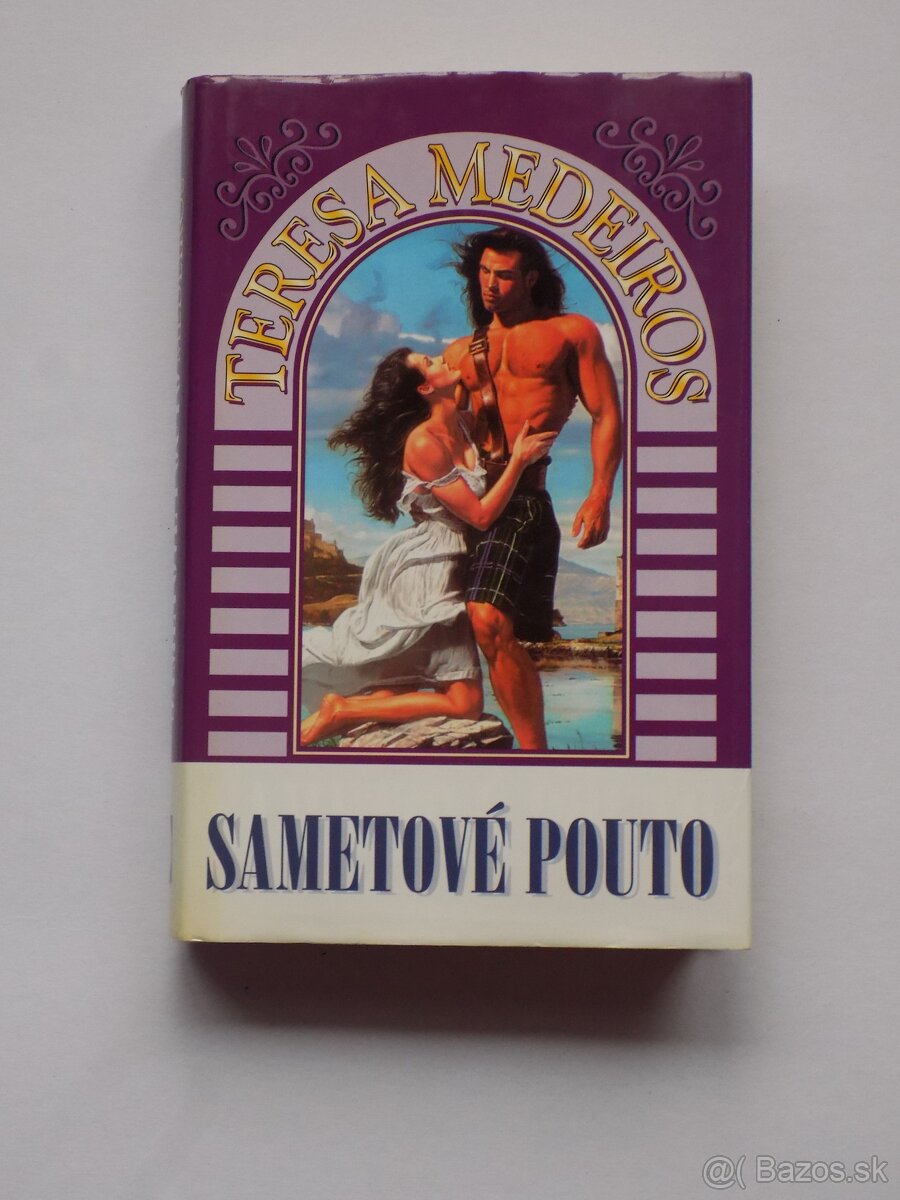 TERESA MEDEIROS
SAMETOVÉ POUTO
@( Bazos.sk